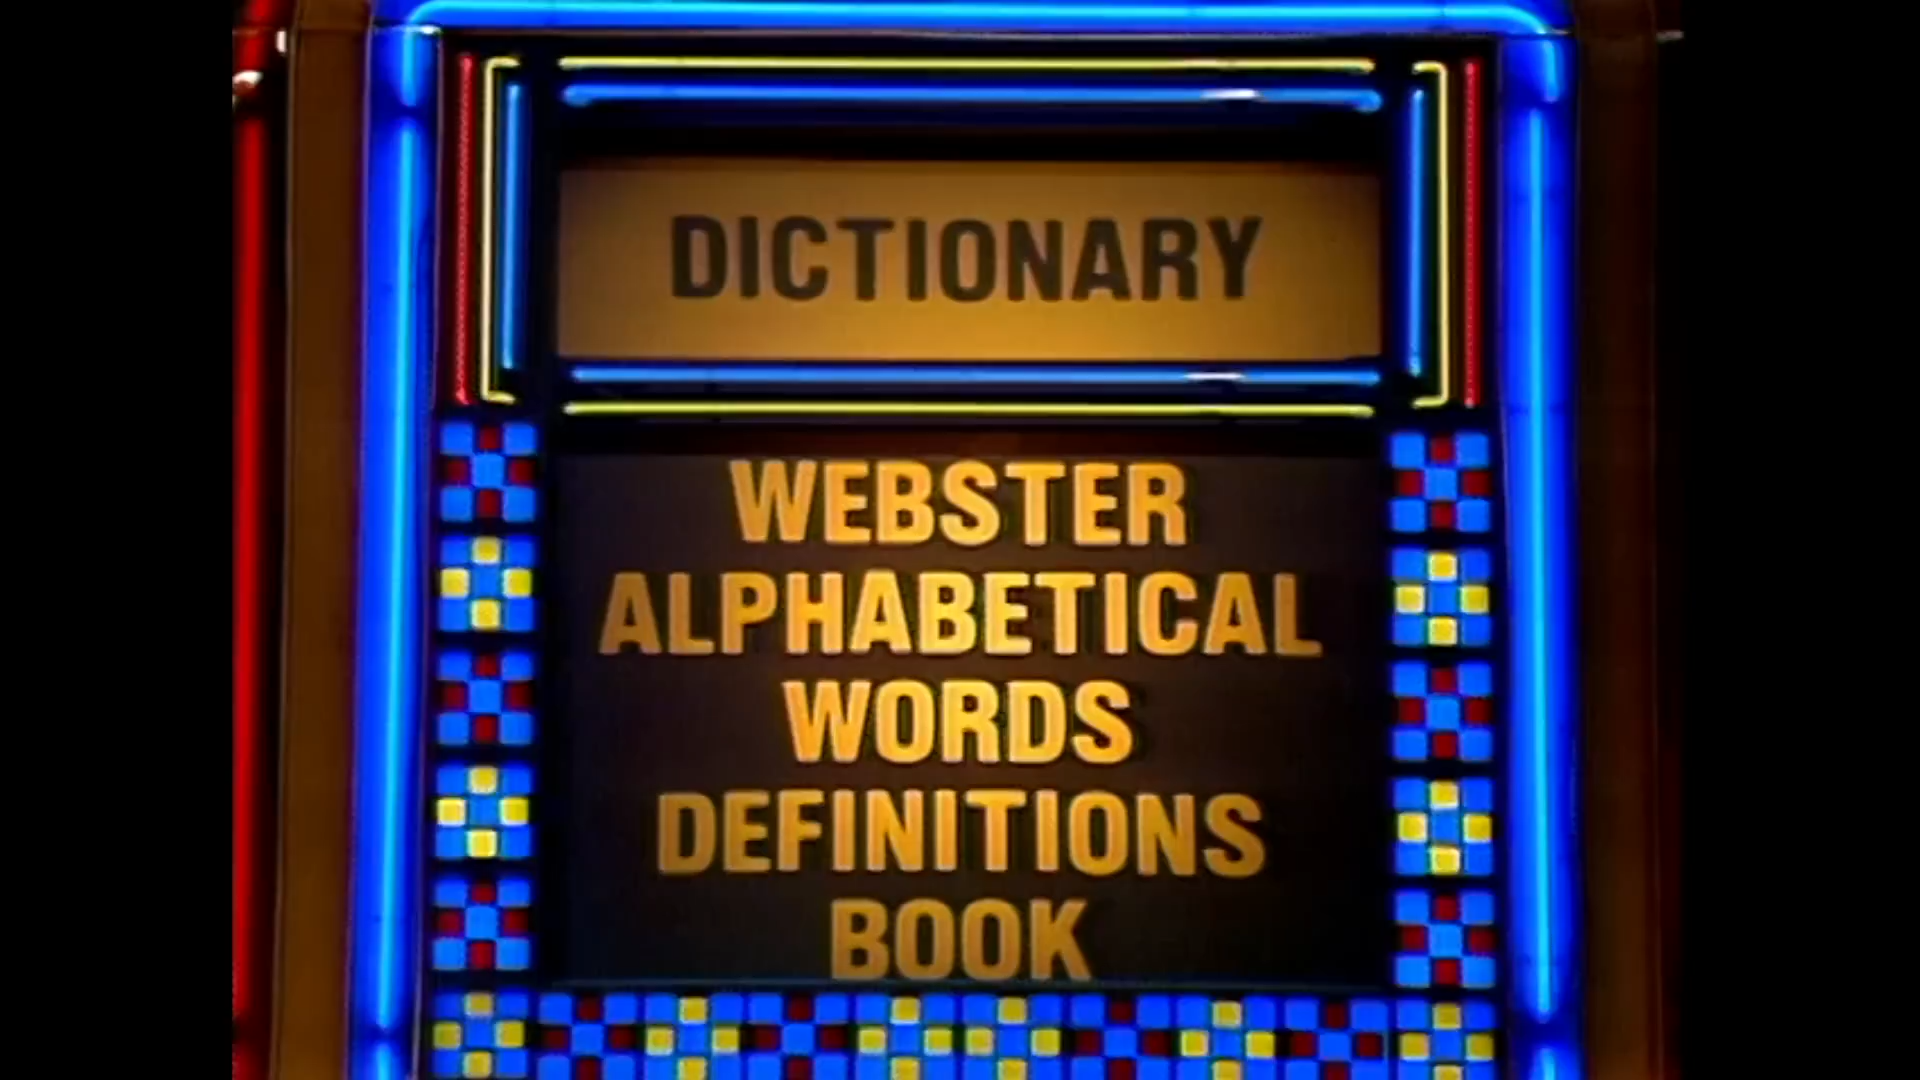 DICTIONARY
WEBSTER
ALPHABETICAL
WORDS
DEFINITIONS
BOOK